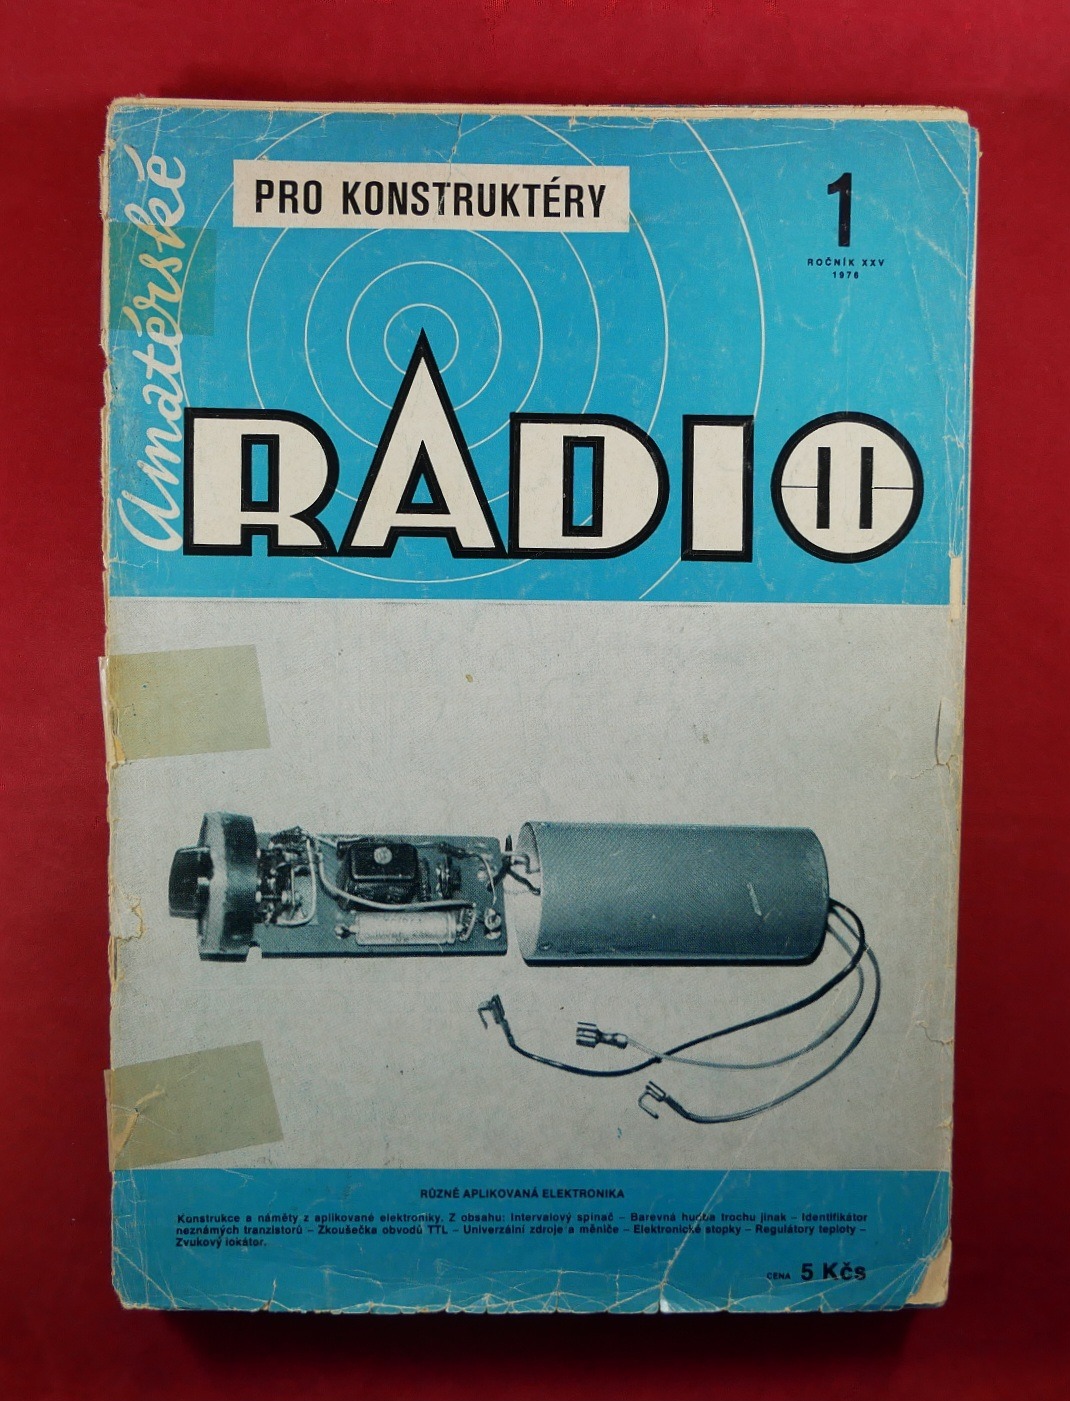 Amatérské
PRO KONSTRUKTÉRY
1
ROČNÍK XXV
1976
RADIO
RŮZNĚ APLIKOVANÁ ELEKTRONIKA
Konstrukce a náměty z aplikované elektroniky. Z obsahu: Intervalový spínač – Barevná hudba trochu jinak – Identifikátor
neznámých tranzistorů – Zkoušečka obvodů TTL – Univerzální zdroje a měniče – Elektronické stopky – Regulátory teploty –
Zvukový lokátor.
CENA 5 Kčs